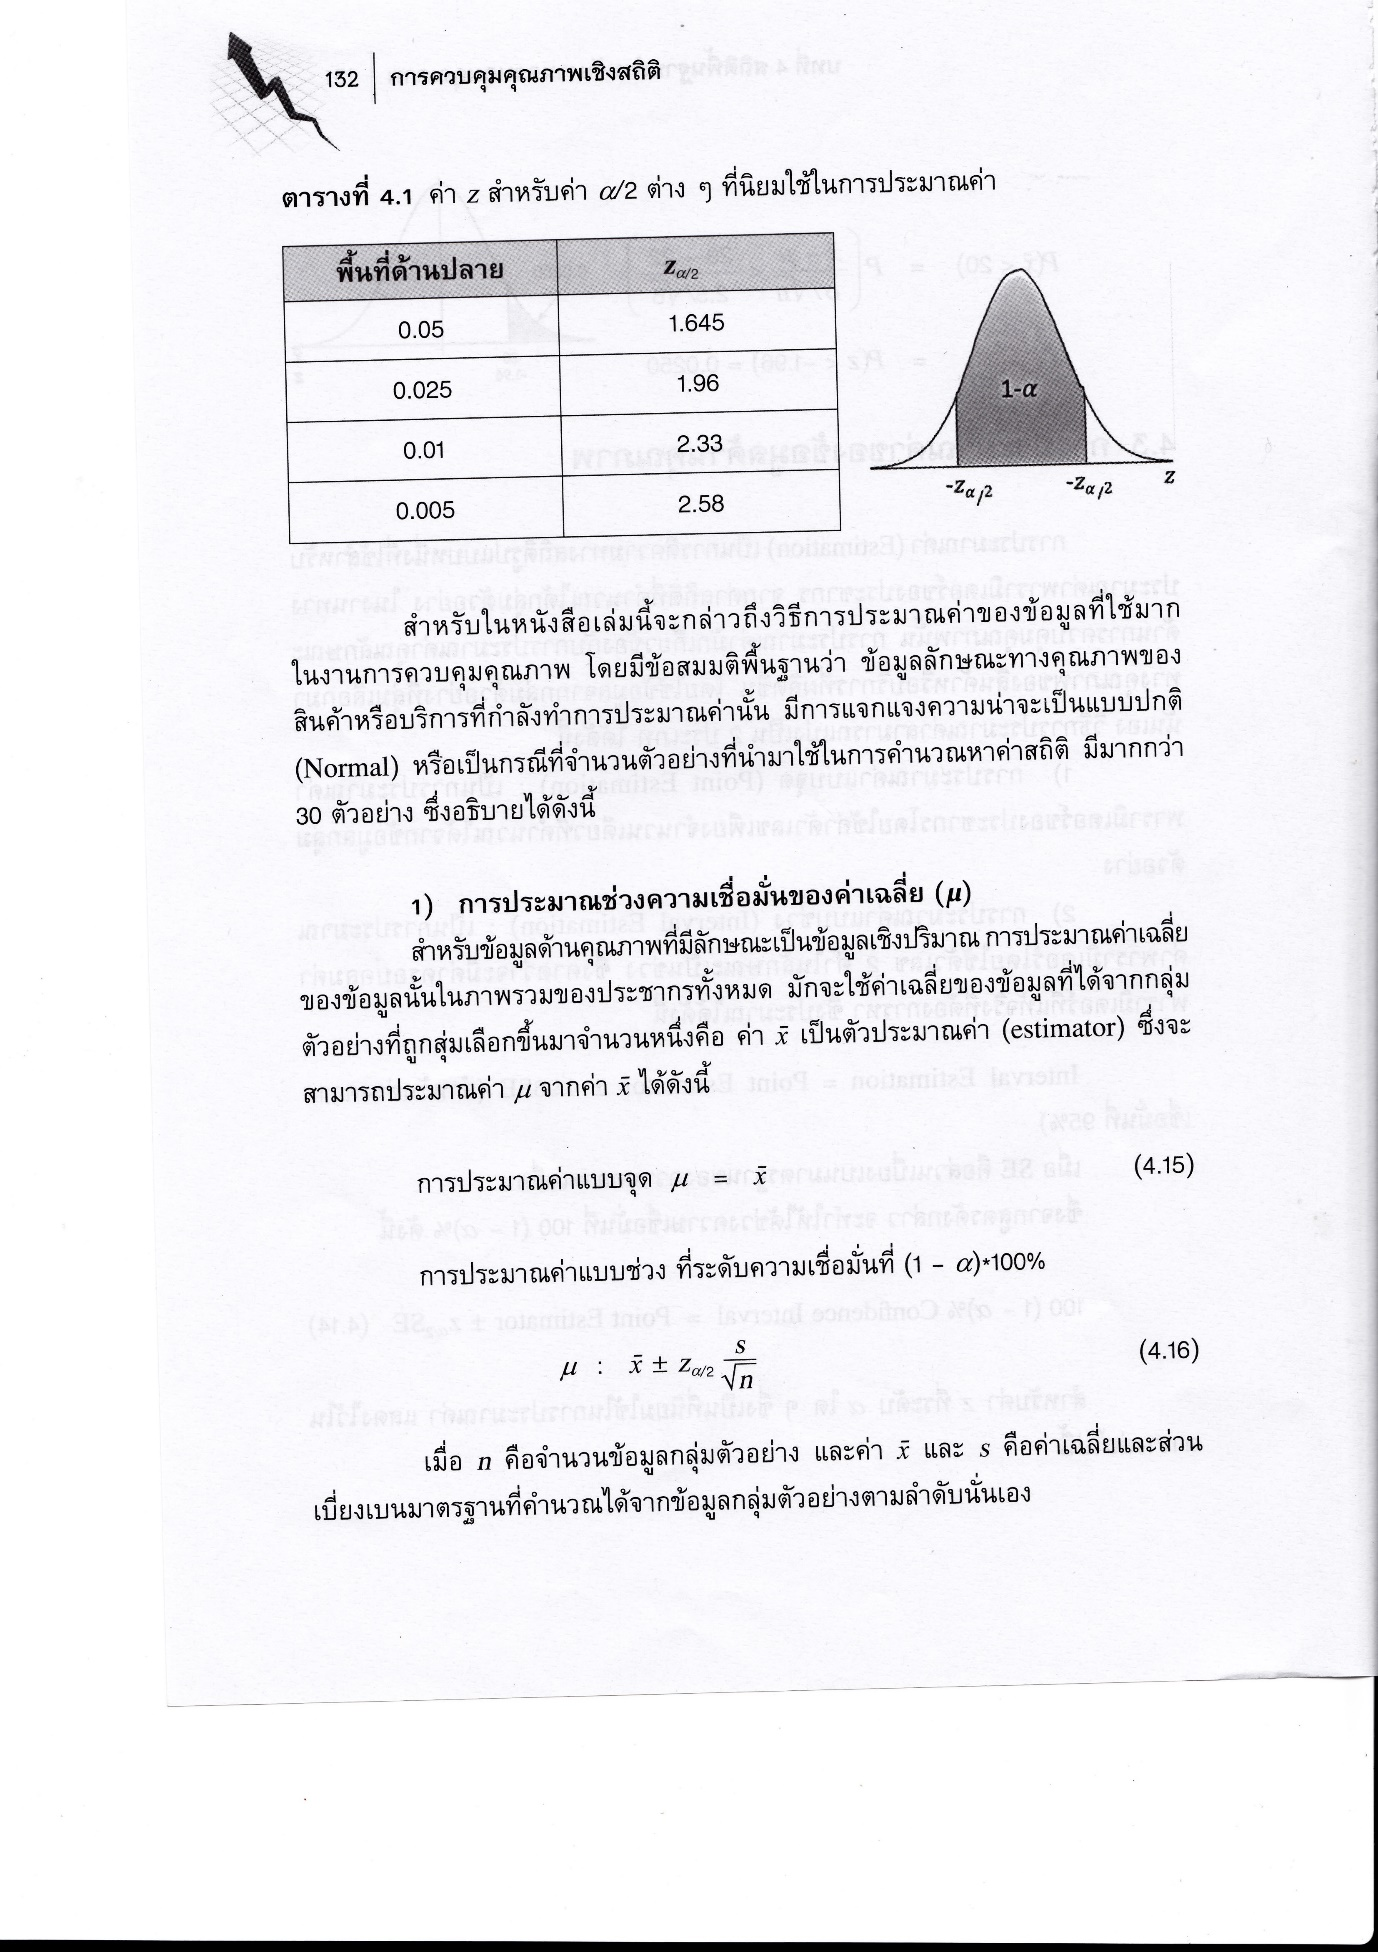 132 | การควบคุมคุณภาพเชิงสถิติ
ตารางที่ 4.1 ค่า z สำหรับค่า α/2 ต่าง ๆ ที่นิยมใช้ในการประมาณค่า
พื้นที่ด้านปลาย zα/2
0.05 1.645
0.025 1.96
0.01 2.33
0.005 2.58
1-α
-zα/2 -zα/2 z
สำหรับในหนังสือเล่มนี้จะกล่าวถึงวิธีการประมาณค่าของข้อมูลที่ใช้มาก
ในงานการควบคุมคุณภาพ โดยมีข้อสมมติพื้นฐานว่า ข้อมูลลักษณะทางคุณภาพของ
สินค้าหรือบริการที่กำลังทำการประมาณค่านั้น มีการแจกแจงความน่าจะเป็นแบบปกติ
(Normal) หรือเป็นกรณีที่จำนวนตัวอย่างที่นำมาใช้ในการคำนวณหาค่าสถิติ มีมากกว่า
30 ตัวอย่าง ซึ่งอธิบายได้ดังนี้
1) การประมาณช่วงความเชื่อมั่นของค่าเฉลี่ย (μ)
สำหรับข้อมูลด้านคุณภาพที่มีลักษณะเป็นข้อมูลเชิงปริมาณ การประมาณค่าเฉลี่ย
ของข้อมูลนั้นในภาพรวมของประชากรทั้งหมด มักจะใช้ค่าเฉลี่ยของข้อมูลที่ได้จากกลุ่ม
ตัวอย่างที่ถูกสุ่มเลือกขึ้นมาจำนวนหนึ่งคือ ค่า x̄ เป็นตัวประมาณค่า (estimator) ซึ่งจะ
สามารถประมาณค่า μ จากค่า x̄ ได้ดังนี้
การประมาณค่าแบบจุด μ = x̄ (4.15)
การประมาณค่าแบบช่วง ที่ระดับความเชื่อมั่นที่ (1 - α)*100%
μ : x̄ ± zα/2 s/√n (4.16)
เมื่อ n คือจำนวนข้อมูลกลุ่มตัวอย่าง และค่า x̄ และ s คือค่าเฉลี่ยและส่วน
เบี่ยงเบนมาตรฐานที่คำนวณได้จากข้อมูลกลุ่มตัวอย่างตามลำดับนั่นเอง